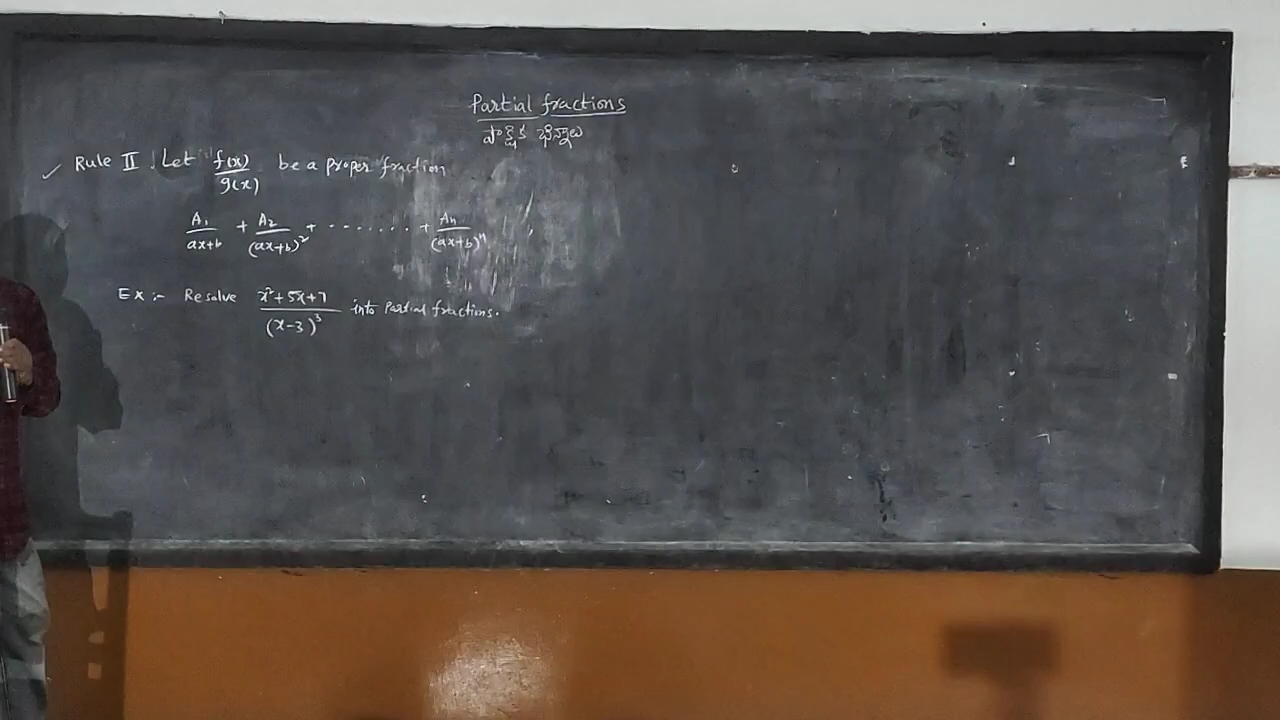 Partial fractions
పాక్షిక భిన్నాలు
Rule II. Let f(x)/g(x) be a proper fraction
A₁/(ax+b) + A₂/(ax+b)² + ....... + Aₙ/(ax+b)ⁿ
Ex :- Resolve x²+5x+7/(x-3)³ into Partial fractions.